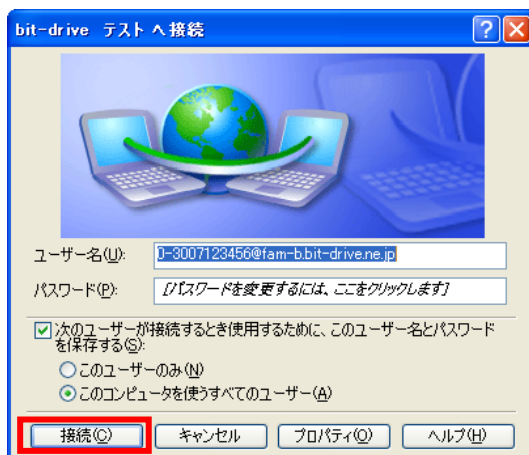 bit-drive テスト へ接続
ユーザー名(U):
0-3007123456@fam-b.bit-drive.ne.jp
パスワード(P):
[パスワードを変更するには、ここをクリックします]
次のユーザーが接続するとき使用するために、このユーザー名とパスワード
を保存する(S):
このユーザーのみ(N)
このコンピュータを使うすべてのユーザー(A)
接続(C)
キャンセル
プロパティ(O)
ヘルプ(H)